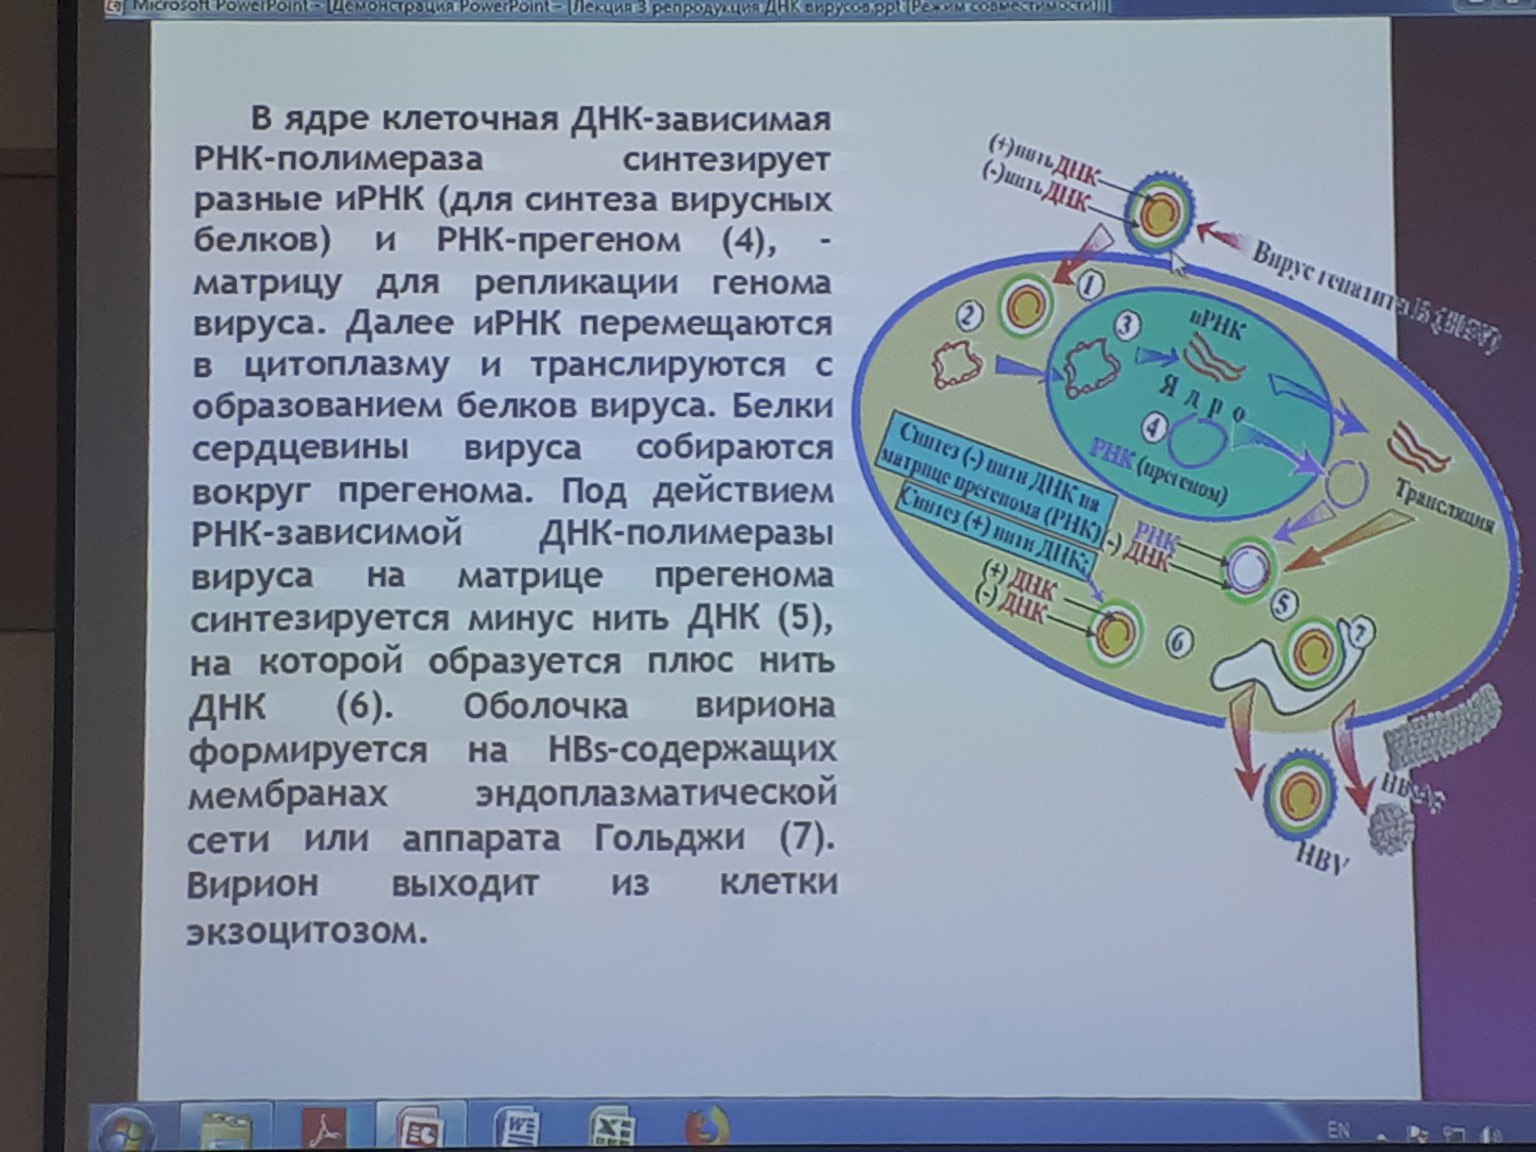 Microsoft PowerPoint - [Демонстрация PowerPoint - [Лекция 3 репродукция ДНК вирусов.ppt [Режим совместимости]]
В ядре клеточная ДНК-зависимая
РНК-полимераза синтезирует
разные иРНК (для синтеза вирусных
белков) и РНК-прегеном (4), -
матрицу для репликации генома
вируса. Далее иРНК перемещаются
в цитоплазму и транслируются с
образованием белков вируса. Белки
сердцевины вируса собираются
вокруг прегенома. Под действием
РНК-зависимой ДНК-полимеразы
вируса на матрице прегенома
синтезируется минус нить ДНК (5),
на которой образуется плюс нить
ДНК (6). Оболочка вириона
формируется на HBs-содержащих
мембранах эндоплазматической
сети или аппарата Гольджи (7).
Вирион выходит из клетки
экзоцитозом.
(+)нить ДНК
(-)нить ДНК
Вирус гепатита В (HBV)
1
2
3
иРНК
Ядро
4
РНК (прегеном)
Синтез (-) нити ДНК на
матрице прегенома (РНК)
Синтез (+) нити ДНК:
Трансляция
РНК
(-) ДНК
(+) ДНК
(-) ДНК
5
6
7
HBV
EN